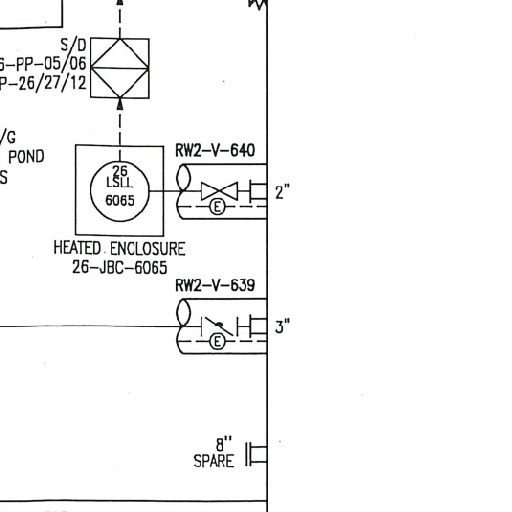 S/D
6-PP-05/06
P-26/27/12
/G
POND
S
RW2-V-640
26
LSLL
6065
2"
E
HEATED ENCLOSURE
26-JBC-6065
RW2-V-639
3"
E
8"
SPARE